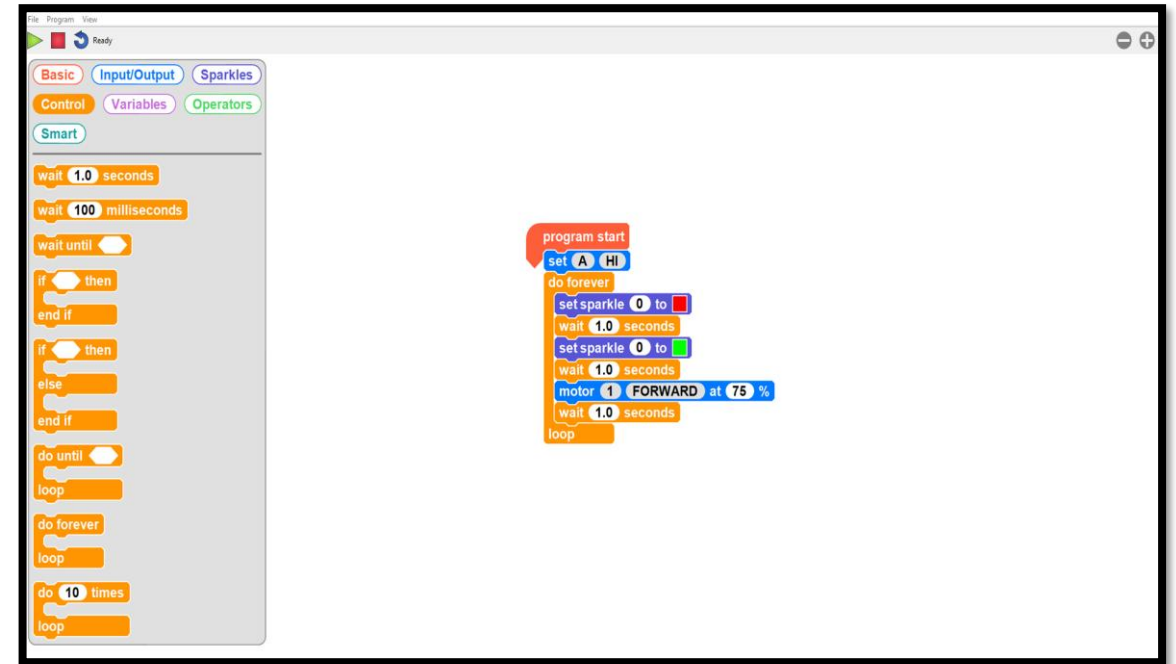 File Program View
Ready
Basic Input/Output Sparkles
Control Variables Operators
Smart
wait 1.0 seconds
wait 100 milliseconds
wait until
if then
end if
if then
else
end if
do until
loop
do forever
loop
do 10 times
loop
program start
set A HI
do forever
set sparkle 0 to
wait 1.0 seconds
set sparkle 0 to
wait 1.0 seconds
motor 1 FORWARD at 75 %
wait 1.0 seconds
loop